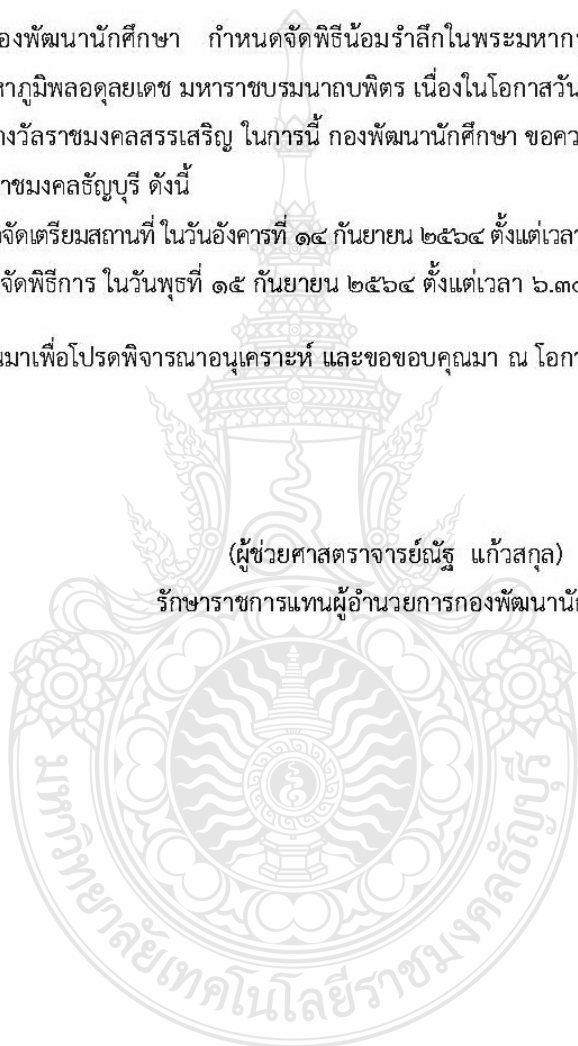 องพัฒนานักศึกษา กำหนดจัดพิธีน้อมรำลึกในพระมหาก
หาภูมิพลอดุลยเดช มหาราชบรมนาถบพิตร เนื่องในโอกาสวัน
างวัลราชมงคลสรรเสริญ ในการนี้ กองพัฒนานักศึกษา ขอคว
าชมงคลธัญบุรี ดังนี้
อจัดเตรียมสถานที่ ในวันอังคารที่ ๑๔ กันยายน ๒๕๖๔ ตั้งแต่เวลา
จัดพิธีการ ในวันพุธที่ ๑๕ กันยายน ๒๕๖๔ ตั้งแต่เวลา ๖.๓๐
นมาเพื่อโปรดพิจารณาอนุเคราะห์ และขอขอบคุณมา ณ โอกา
(ผู้ช่วยศาสตราจารย์ณัฐ แก้วสกุล)
รักษาราชการแทนผู้อำนวยการกองพัฒนานัก
มหาวิทยาลัยเทคโนโลยีราชมงคลธัญบุรี